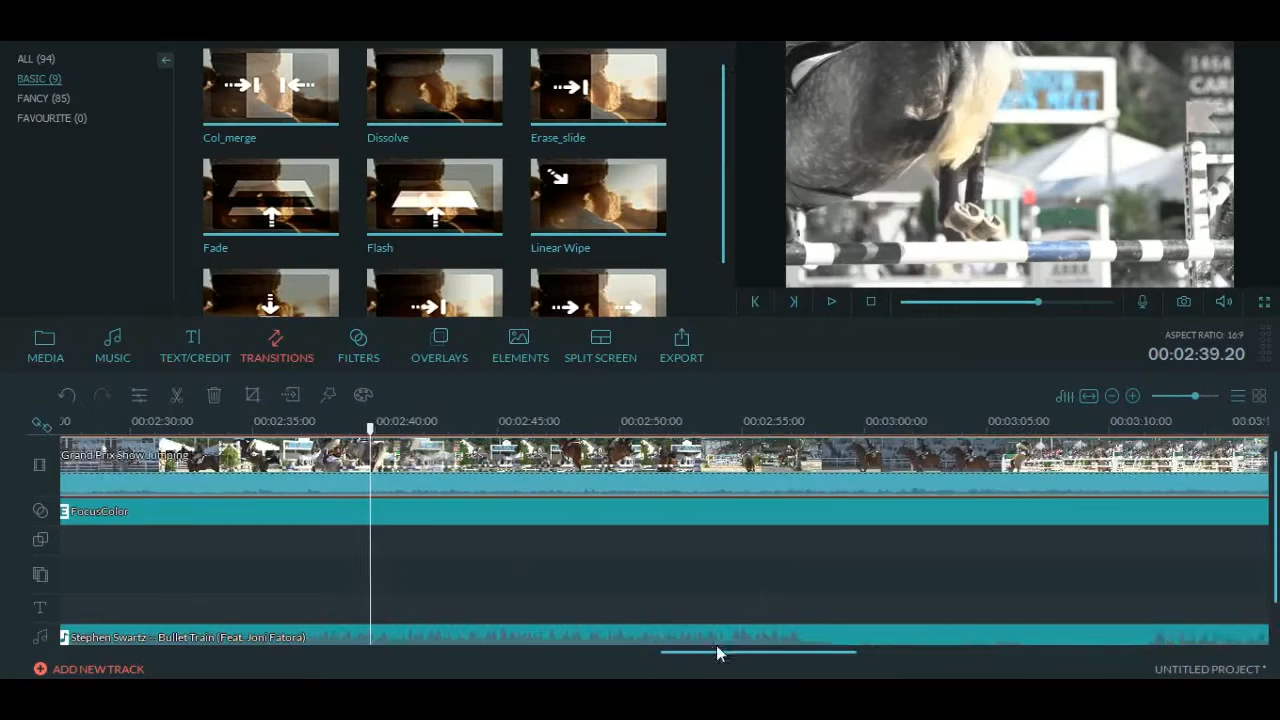 ALL (94)
BASIC (9)
FANCY (85)
FAVOURITE (0)
Col_merge
Dissolve
Erase_slide
Fade
Flash
Linear Wipe
MEDIA
MUSIC
TEXT/CREDIT
TRANSITIONS
FILTERS
OVERLAYS
ELEMENTS
SPLIT SCREEN
EXPORT
ASPECT RATIO: 16:9
00:02:39.20
00:02:30:00
00:02:35:00
00:02:40:00
00:02:45:00
00:02:50:00
00:02:55:00
00:03:00:00
00:03:05:00
00:03:10:00
Grand Prix Show Jumping
FocusColor
Stephen Swartz - Bullet Train (Feat. Joni Fatora)
ADD NEW TRACK
UNTITLED PROJECT *